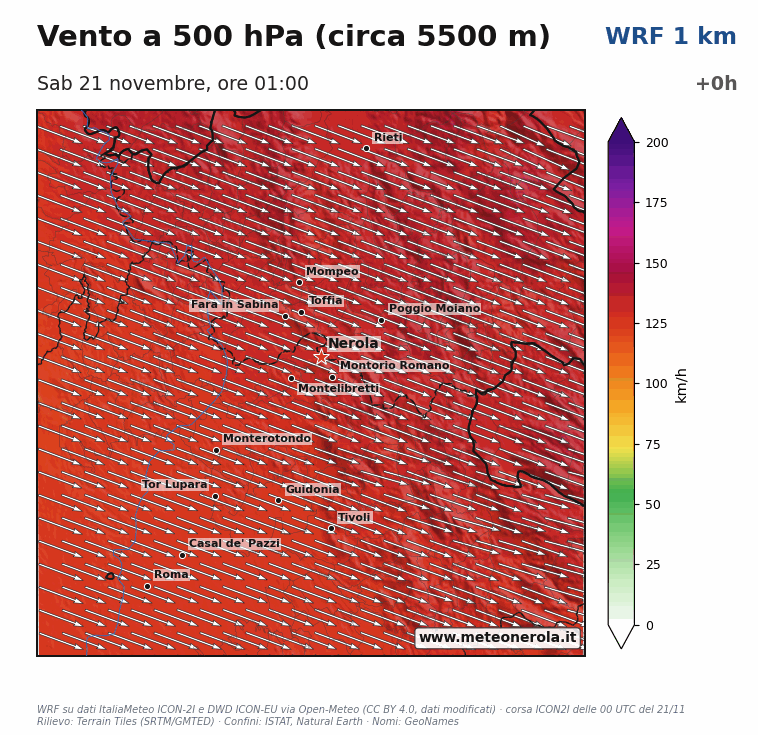 Vento a 500 hPa (circa 5500 m)
WRF 1 km
Sab 21 novembre, ore 01:00
+0h
Rieti
Mompeo
Toffia
Fara in Sabina
Poggio Moiano
Nerola
Montorio Romano
Montelibretti
Monterotondo
Tor Lupara
Guidonia
Tivoli
Casal de' Pazzi
Roma
www.meteonerola.it
200
175
150
125
100
75
50
25
0
km/h
WRF su dati ItaliaMeteo ICON-2I e DWD ICON-EU via Open-Meteo (CC BY 4.0, dati modificati) · corsa ICON2I delle 00 UTC del 21/11
Rilievo: Terrain Tiles (SRTM/GMTED) · Confini: ISTAT, Natural Earth · Nomi: GeoNames